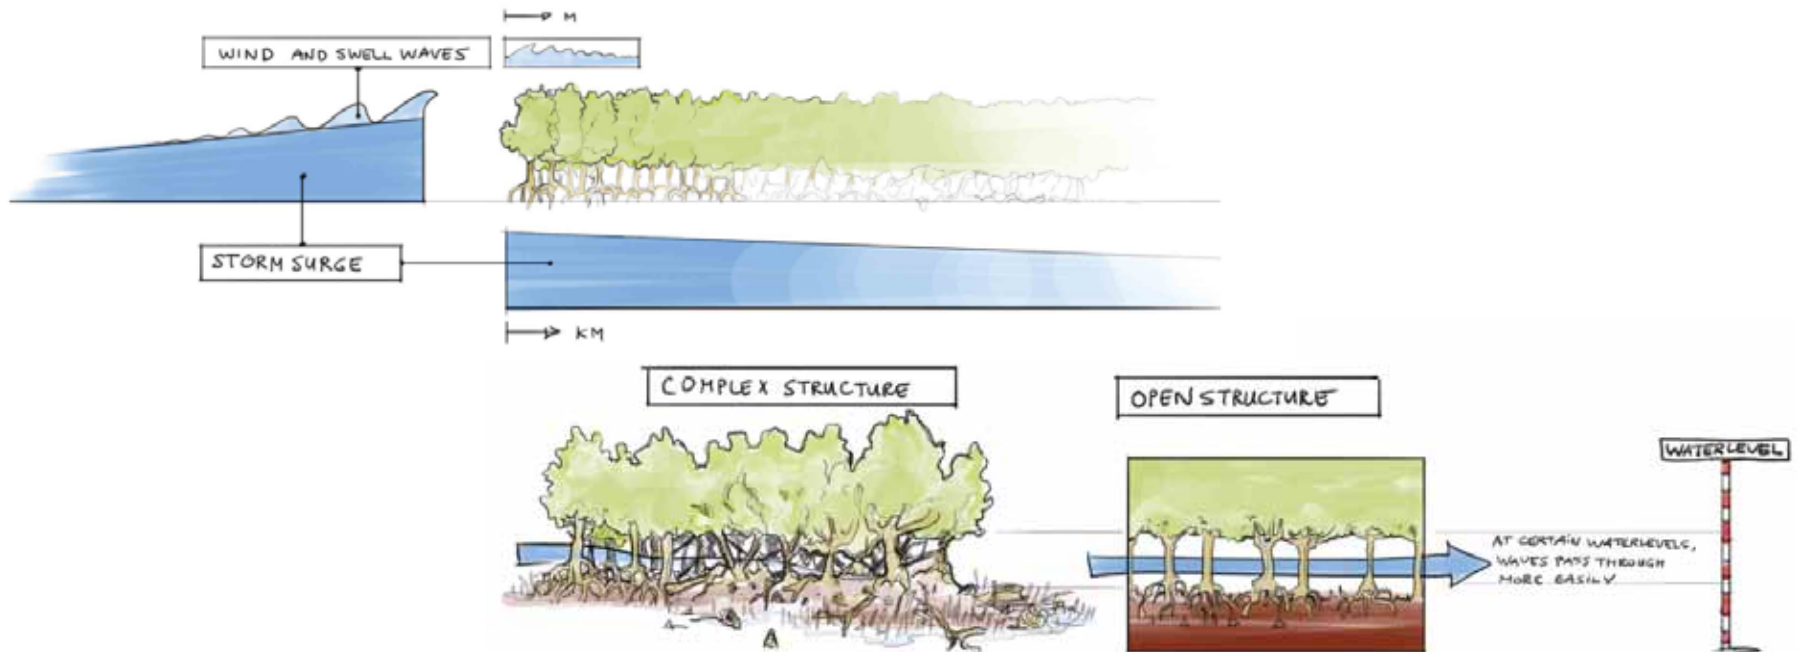 M
WIND AND SWELL WAVES
STORM SURGE
KM
COMPLEX STRUCTURE
OPEN STRUCTURE
WATERLEVEL
AT CERTAIN WATERLEVELS,
WAVES PASS THROUGH
MORE EASILY